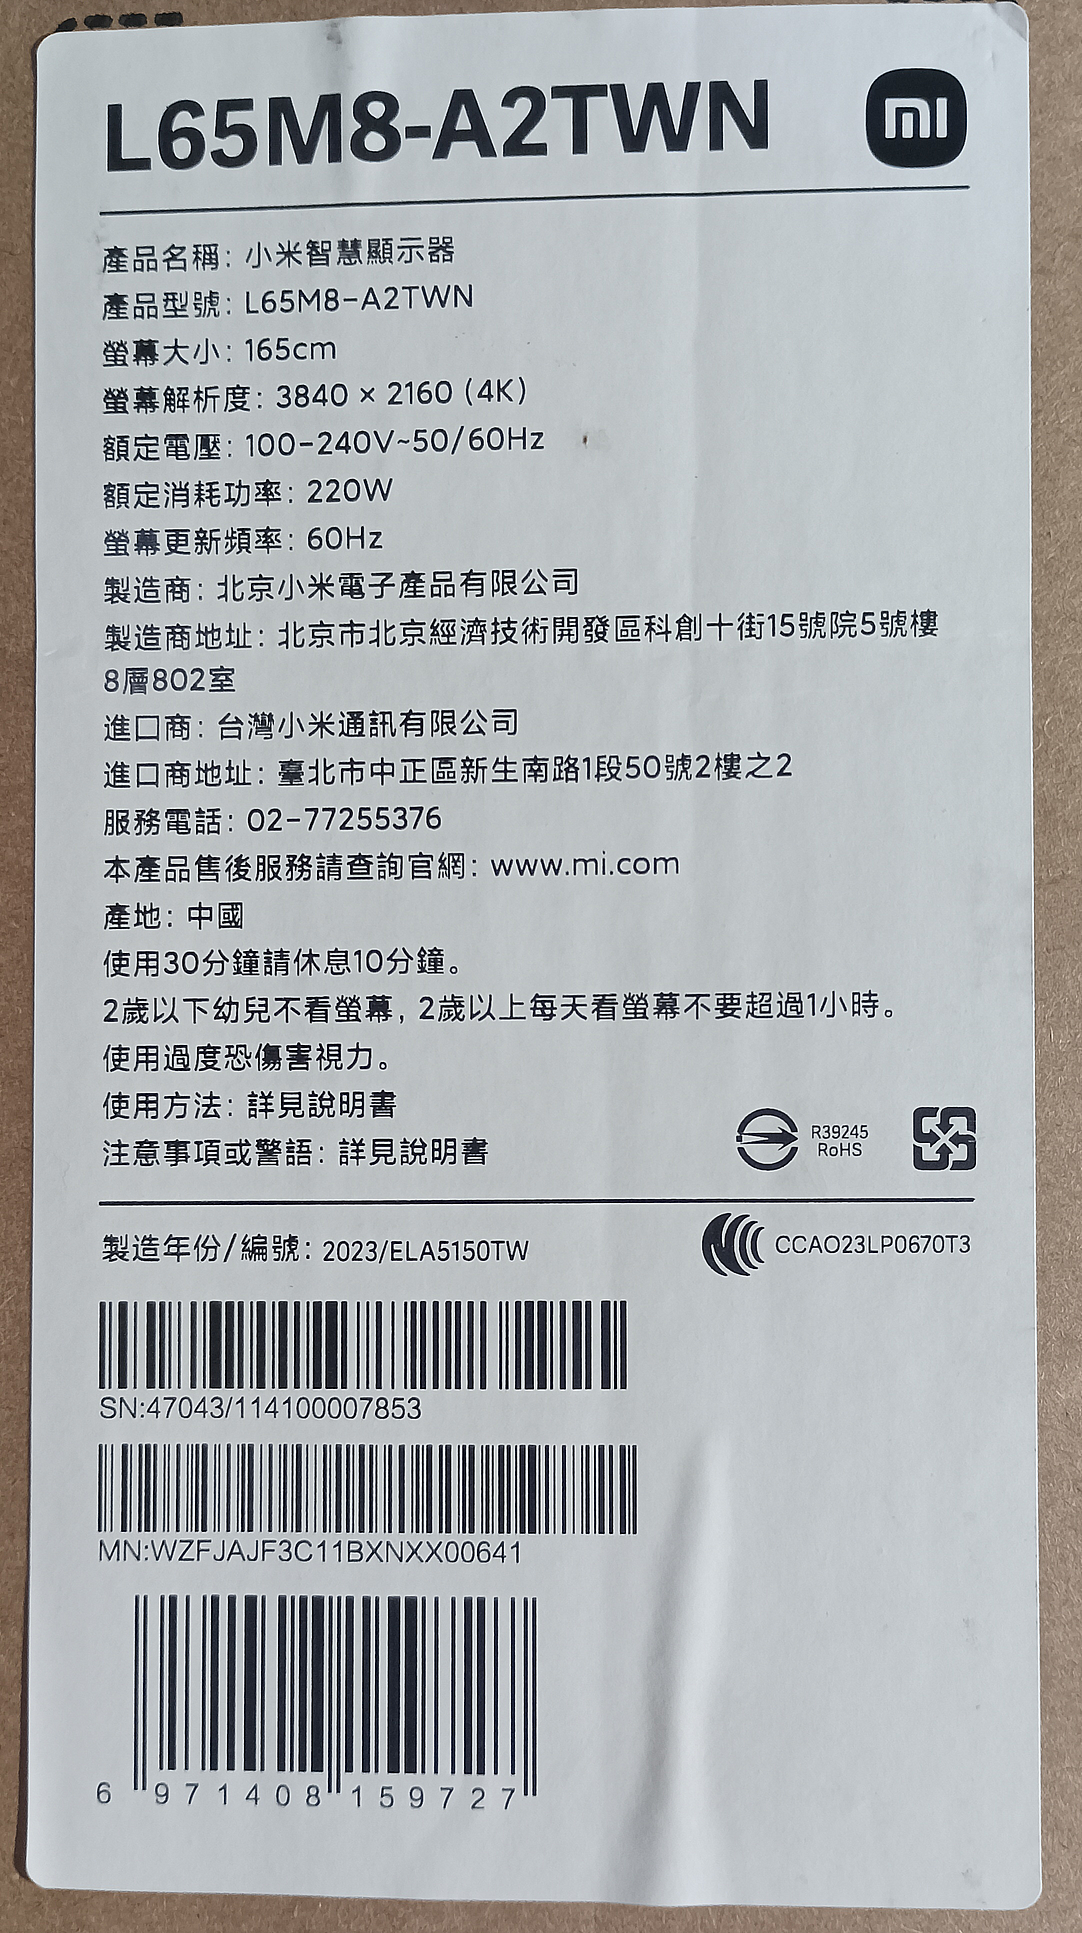 L65M8-A2TWN
mi
產品名稱: 小米智慧顯示器
產品型號: L65M8-A2TWN
螢幕大小: 165cm
螢幕解析度: 3840 × 2160 (4K)
額定電壓: 100-240V~50/60Hz
額定消耗功率: 220W
螢幕更新頻率: 60Hz
製造商: 北京小米電子產品有限公司
製造商地址: 北京市北京經濟技術開發區科創十街15號院5號樓
8層802室
進口商: 台灣小米通訊有限公司
進口商地址: 臺北市中正區新生南路1段50號2樓之2
服務電話: 02-77255376
本產品售後服務請查詢官網: www.mi.com
產地: 中國
使用30分鐘請休息10分鐘。
2歲以下幼兒不看螢幕, 2歲以上每天看螢幕不要超過1小時。
使用過度恐傷害視力。
使用方法: 詳見說明書
注意事項或警語: 詳見說明書
R39245
RoHS
製造年份/編號: 2023/ELA5150TW
CCAO23LP0670T3
SN:47043/114100007853
MN:WZFJAJF3C11BXNXX00641
6 971408 159727